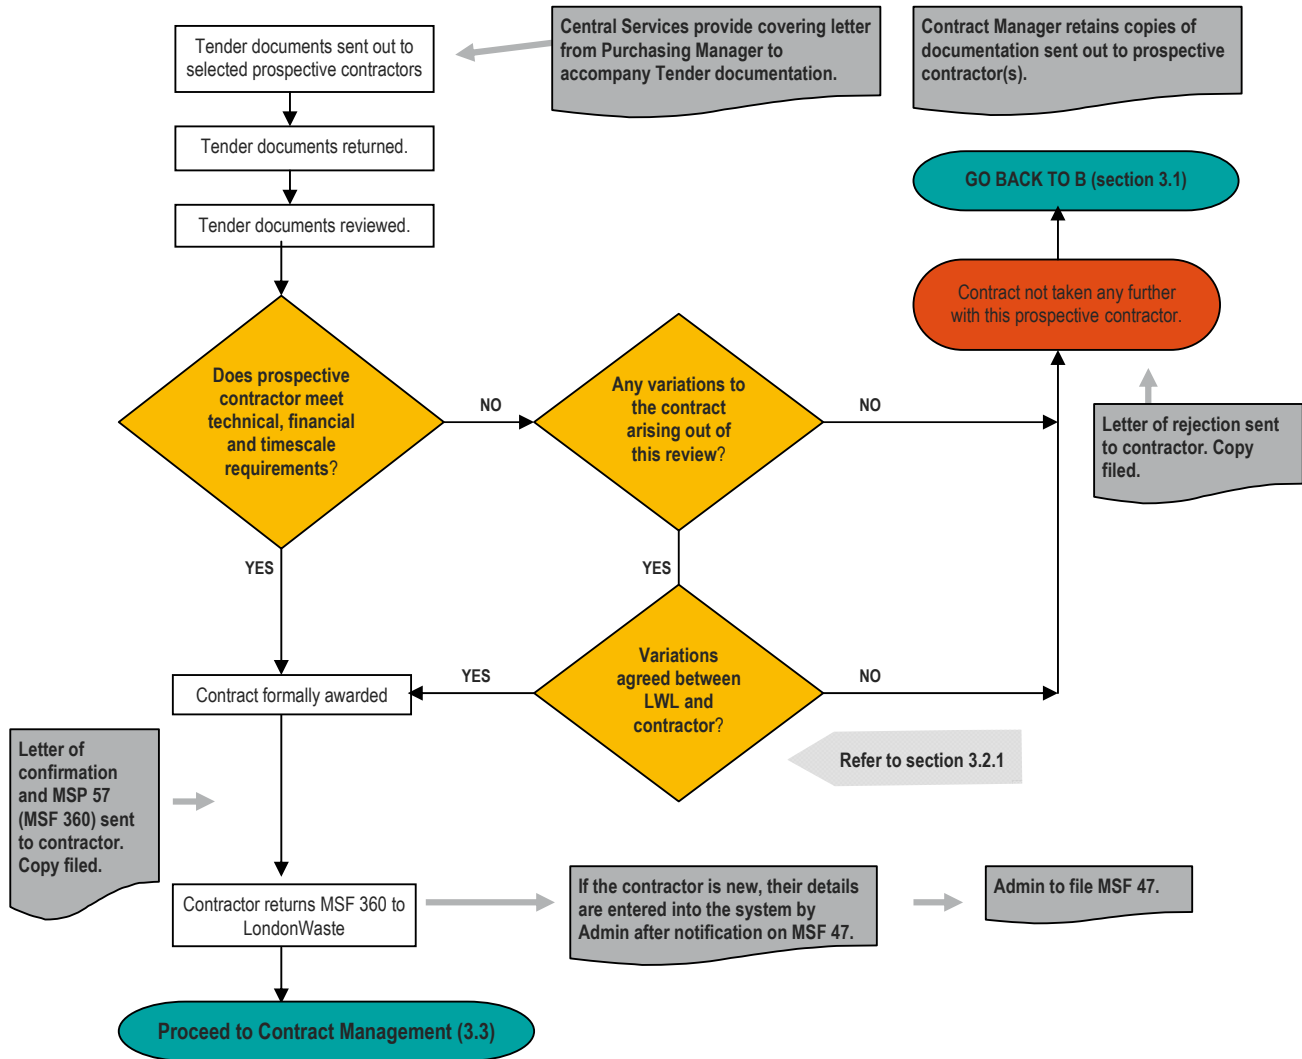 Tender documents sent out to
selected prospective contractors
Central Services provide covering letter
from Purchasing Manager to
accompany Tender documentation.
Contract Manager retains copies of
documentation sent out to prospective
contractor(s).
Tender documents returned.
GO BACK TO B (section 3.1)
Tender documents reviewed.
Contract not taken any further
with this prospective contractor.
Does prospective
contractor meet
technical, financial
and timescale
requirements?
NO
Any variations to
the contract
arising out of
this review?
NO
Letter of rejection sent
to contractor. Copy
filed.
YES
YES
Variations
agreed between
LWL and
contractor?
YES
NO
Contract formally awarded
Refer to section 3.2.1
Letter of
confirmation
and MSP 57
(MSF 360) sent
to contractor.
Copy filed.
Contractor returns MSF 360 to
LondonWaste
If the contractor is new, their details
are entered into the system by
Admin after notification on MSF 47.
Admin to file MSF 47.
Proceed to Contract Management (3.3)